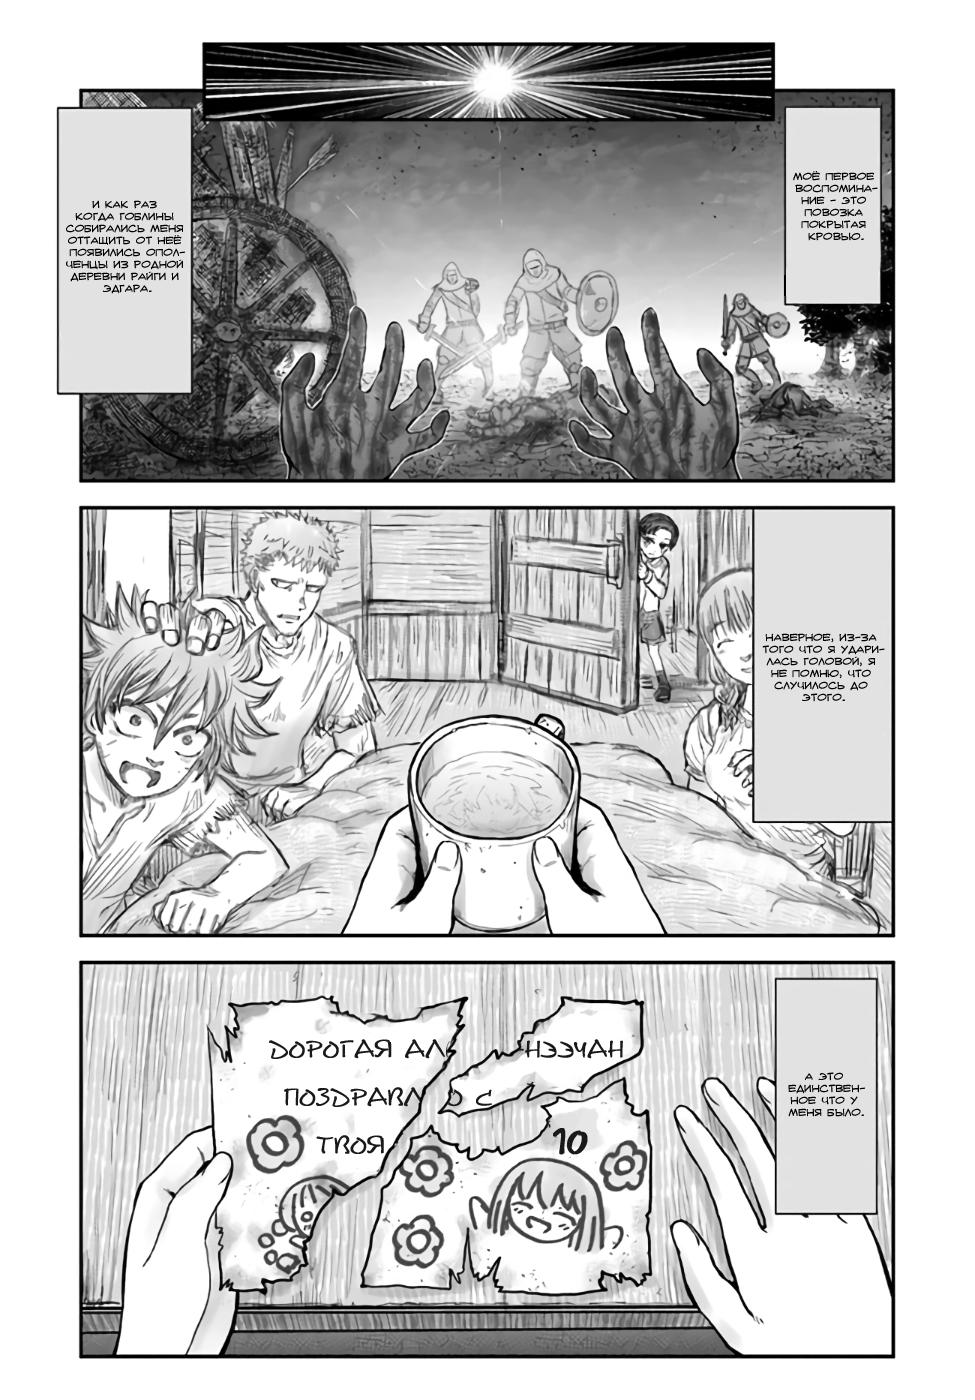 МОЁ ПЕРВОЕ
ВОСПОМИНА-
НИЕ - ЭТО
ПОВОЗКА
ПОКРЫТАЯ
КРОВЬЮ.
И КАК РАЗ
КОГДА ГОБЛИНЫ
СОБИРАЛИСЬ МЕНЯ
ОТТАЩИТЬ ОТ НЕЁ
ПОЯВИЛИСЬ ОПОЛ-
ЧЕНЦЫ ИЗ РОДНОЙ
ДЕРЕВНИ РАЙГИ И
ЭДГАРА.
НАВЕРНОЕ, ИЗ-ЗА
ТОГО ЧТО Я УДАРИ-
ЛАСЬ ГОЛОВОЙ, Я
НЕ ПОМНЮ, ЧТО
СЛУЧИЛОСЬ ДО
ЭТОГО.
А ЭТО
ЕДИНСТВЕН-
НОЕ ЧТО У
МЕНЯ БЫЛО.
ДОРОГАЯ АЛ НЭЭЧАН
ПОЗДРАВЛ Ю С
ТВОЯ 10